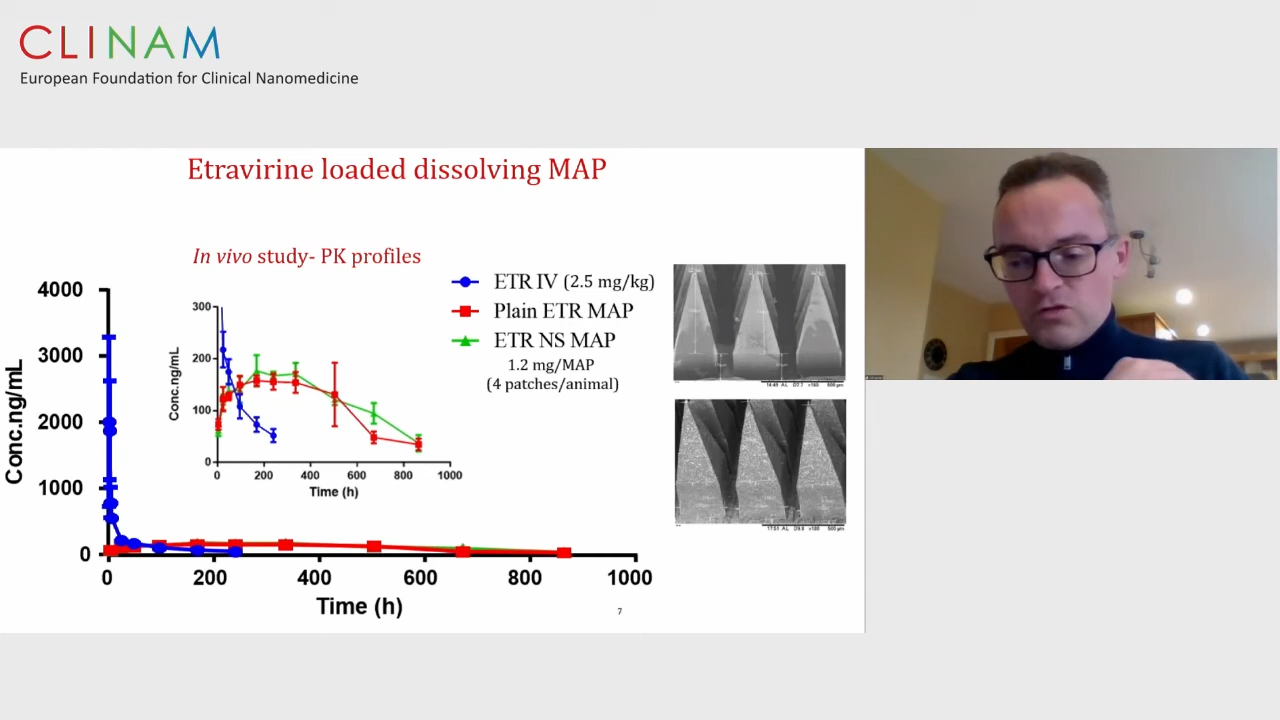 CLINAM
European Foundation for Clinical Nanomedicine
Etravirine loaded dissolving MAP
In vivo study- PK profiles
ETR IV (2.5 mg/kg)
Plain ETR MAP
ETR NS MAP
1.2 mg/MAP
(4 patches/animal)
4000
3000
2000
1000
0
Conc.ng/mL
0
200
400
600
800
1000
Time (h)
300
200
100
0
Conc.ng/mL
0
200
400
600
800
1000
Time (h)
7